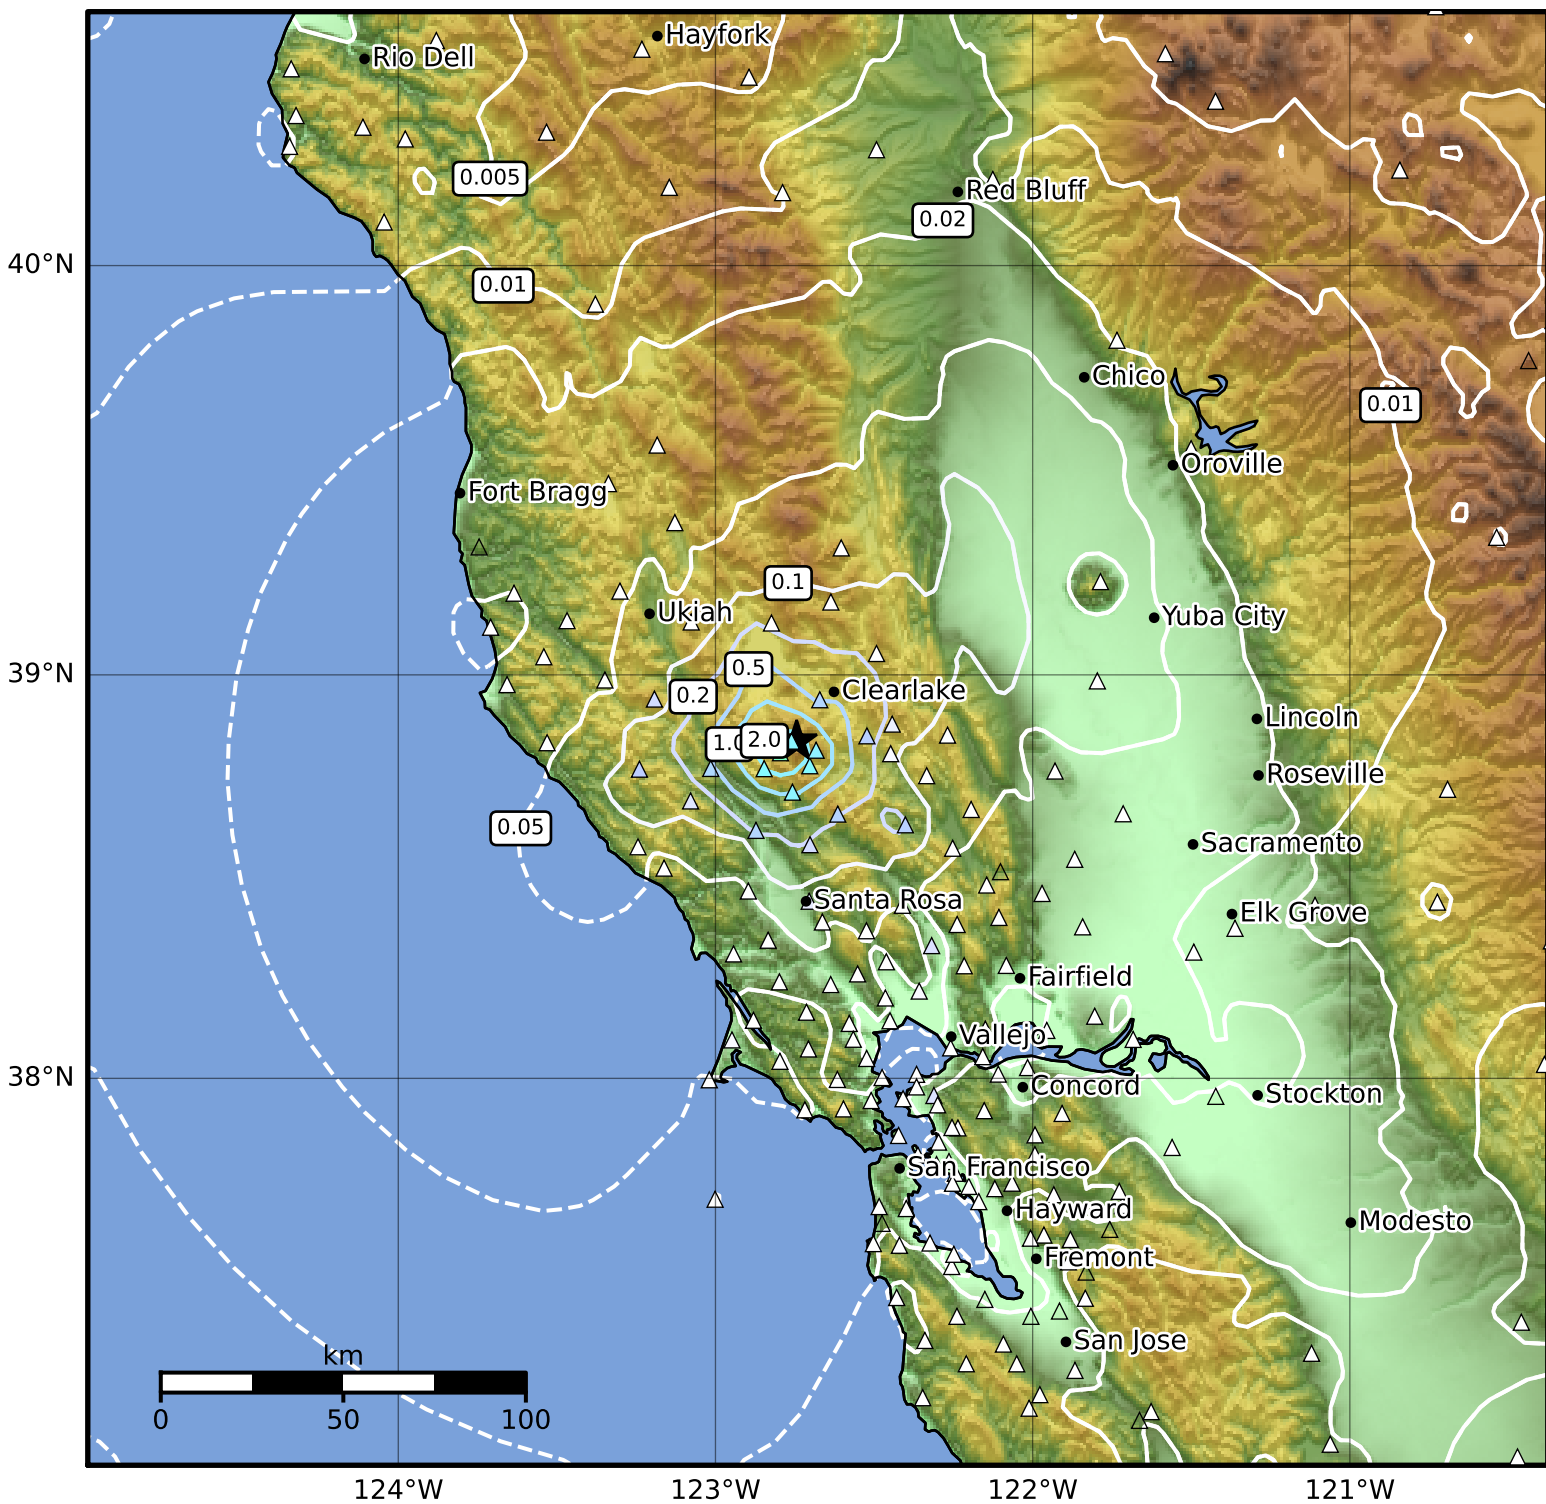 Hayfork
Rio Dell
0.005
Red Bluff
0.02
40°N
0.01
Chico
0.01
Oroville
Fort Bragg
0.1
Ukiah
Yuba City
0.5
39°N
0.2
Clearlake
Lincoln
1.0
2.0
Roseville
0.05
Sacramento
Santa Rosa
Elk Grove
Fairfield
Vallejo
38°N
Concord
Stockton
San Francisco
Hayward
Modesto
Fremont
San Jose
km
0 50 100
124°W 123°W 122°W 121°W